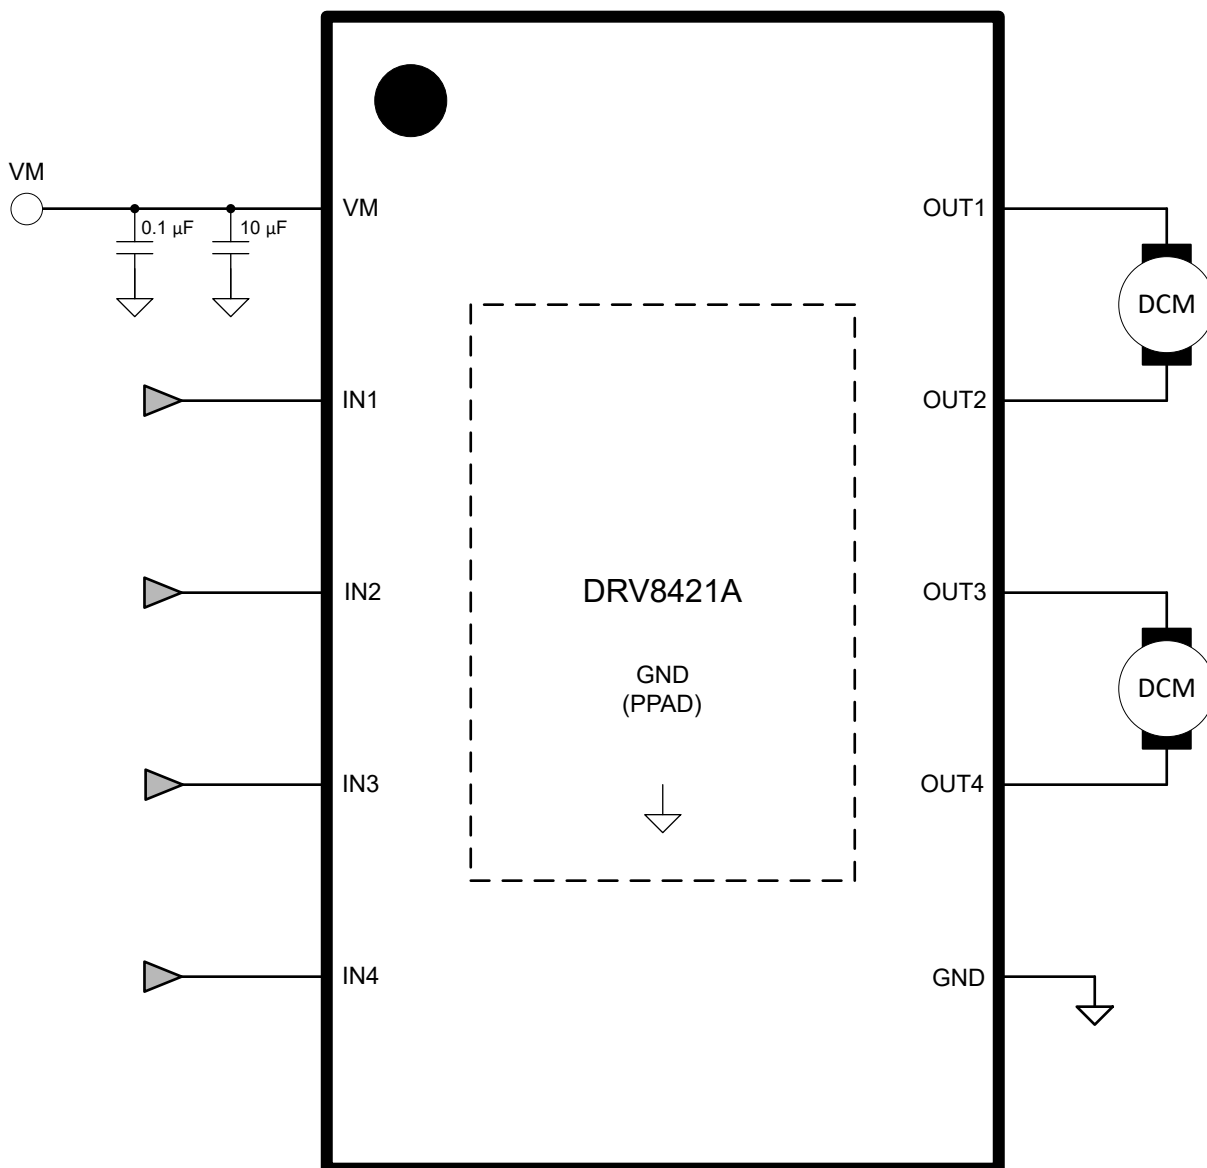 VM
0.1 µF
10 µF
VM
OUT1
DCM
IN1
OUT2
IN2
DRV8421A
OUT3
GND
(PPAD)
DCM
IN3
OUT4
IN4
GND